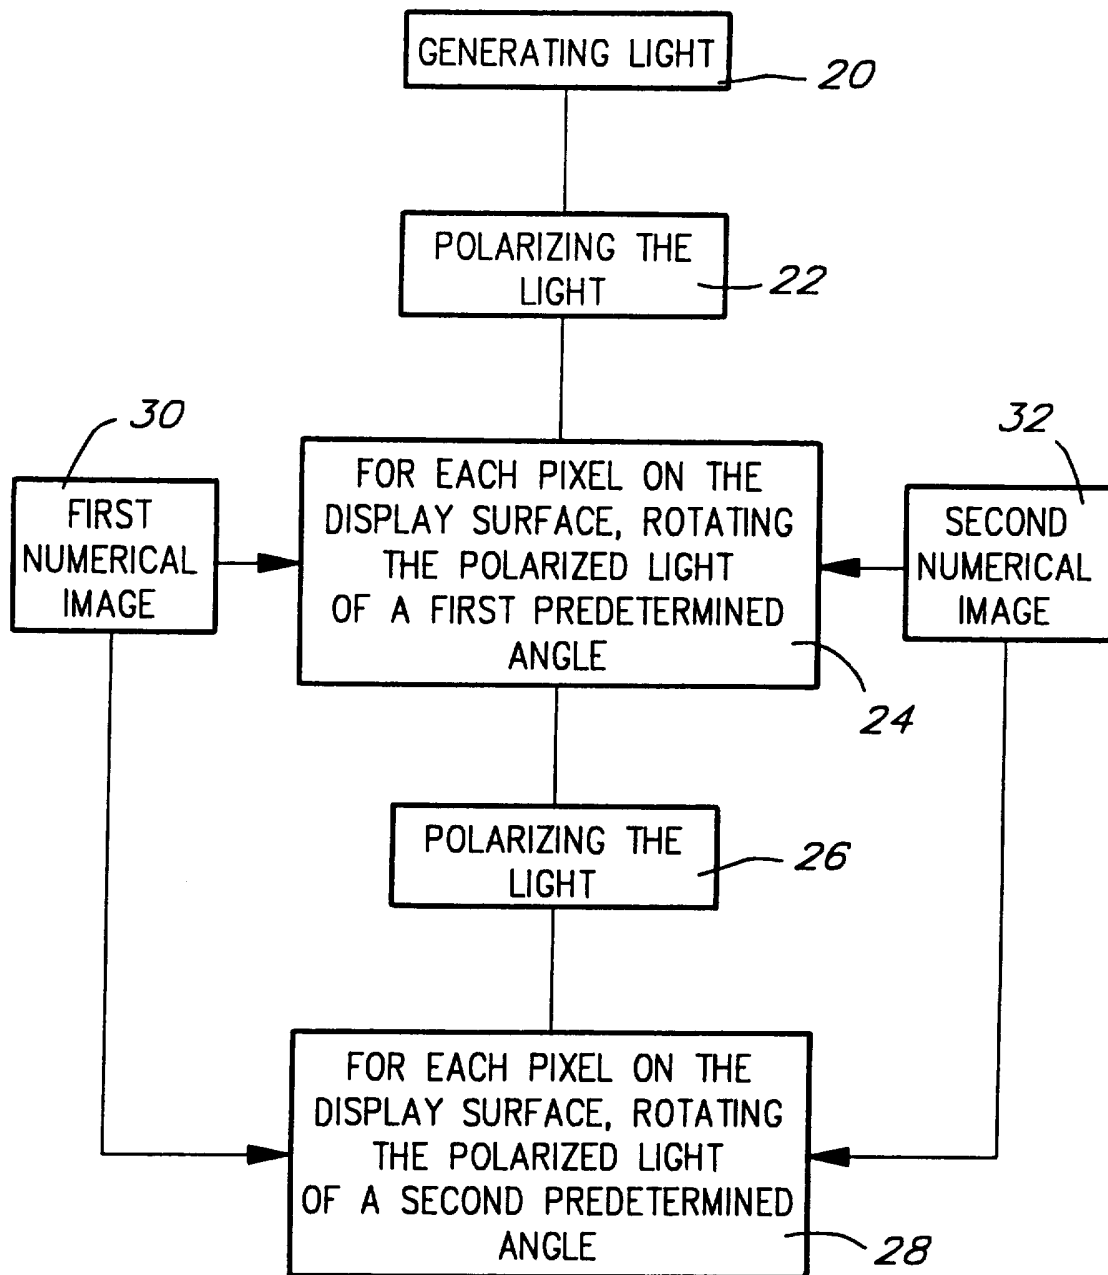 GENERATING LIGHT
20
POLARIZING THE
LIGHT
22
30
FIRST
NUMERICAL
IMAGE
FOR EACH PIXEL ON THE
DISPLAY SURFACE, ROTATING
THE POLARIZED LIGHT
OF A FIRST PREDETERMINED
ANGLE
24
32
SECOND
NUMERICAL
IMAGE
POLARIZING THE
LIGHT
26
FOR EACH PIXEL ON THE
DISPLAY SURFACE, ROTATING
THE POLARIZED LIGHT
OF A SECOND PREDETERMINED
ANGLE
28